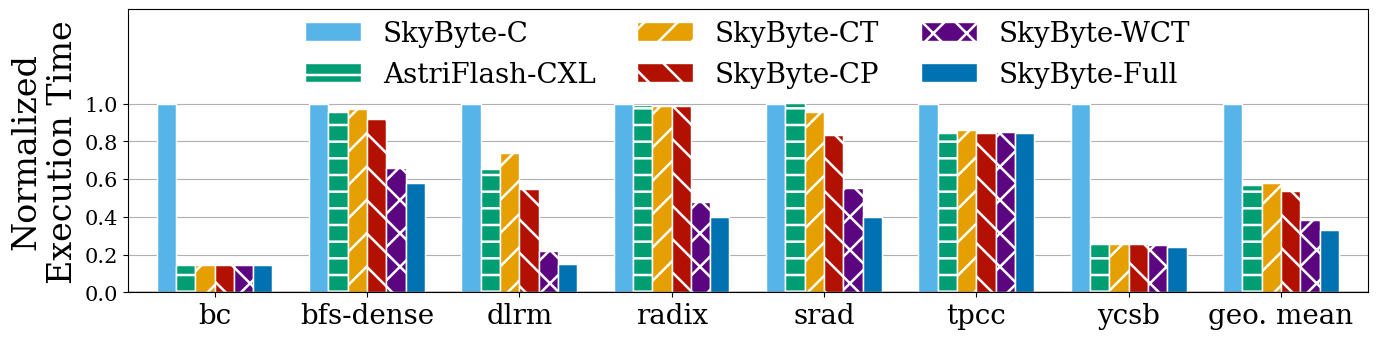 Normalized
Execution Time
SkyByte-C
AstriFlash-CXL
SkyByte-CT
SkyByte-CP
SkyByte-WCT
SkyByte-Full
1.0
0.8
0.6
0.4
0.2
0.0
bc
bfs-dense
dlrm
radix
srad
tpcc
ycsb
geo. mean